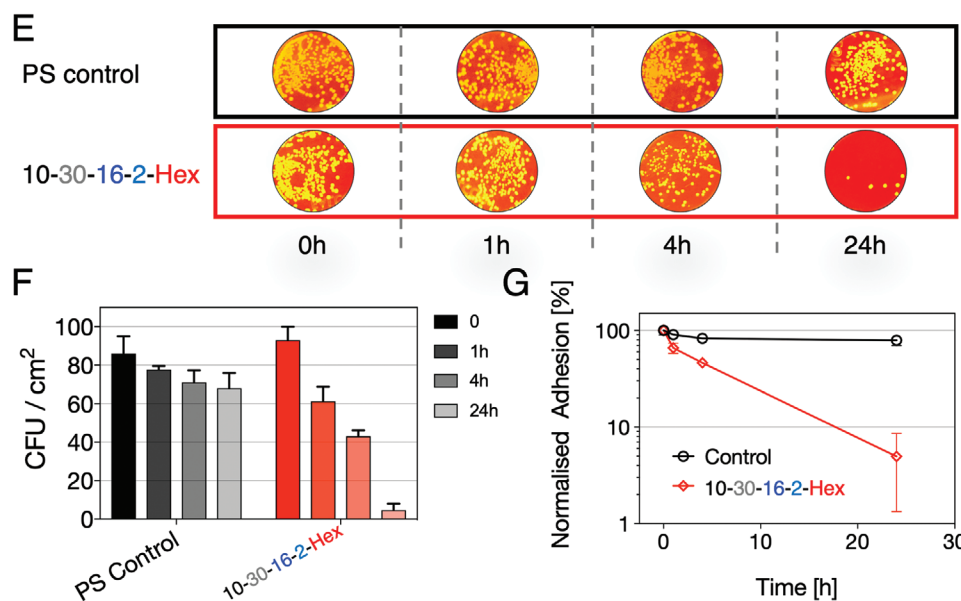 E
PS control
10-30-16-2-Hex
0h 1h 4h 24h
F
CFU / cm²
100
80
60
40
20
0
PS Control
10-30-16-2-Hex
0
1h
4h
24h
G
Normalised Adhesion [%]
100
10
1
Control
10-30-16-2-Hex
0 10 20 30
Time [h]